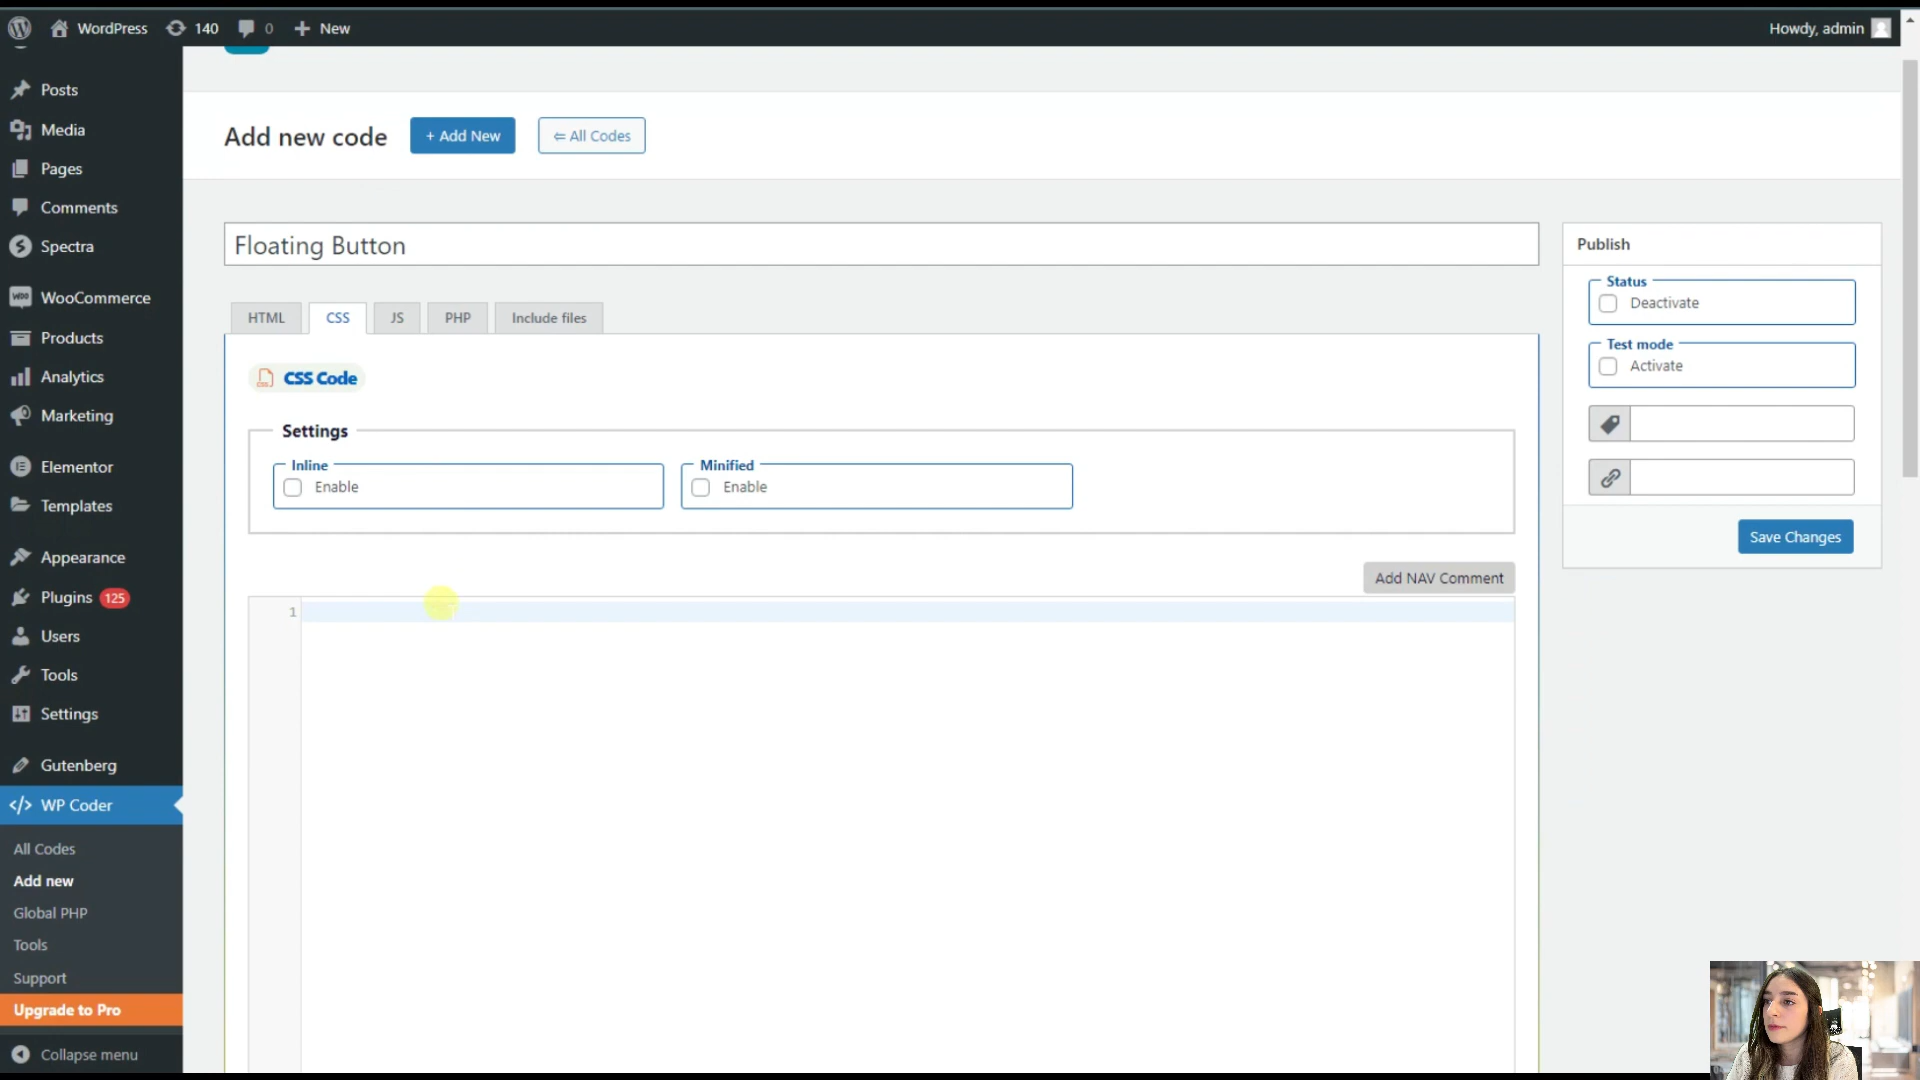 WordPress 140 0 New Howdy, admin
Posts
Media
Pages
Comments
Spectra
WooCommerce
Products
Analytics
Marketing
Elementor
Templates
Appearance
Plugins 125
Users
Tools
Settings
Gutenberg
</> WP Coder
All Codes
Add new
Global PHP
Tools
Support
Upgrade to Pro
Collapse menu
Add new code + Add New ⇐ All Codes
Floating Button
HTML CSS JS PHP Include files
CSS Code
Settings
Inline Minified
Enable Enable
Add NAV Comment
1
Publish
Status
Deactivate
Test mode
Activate
Save Changes